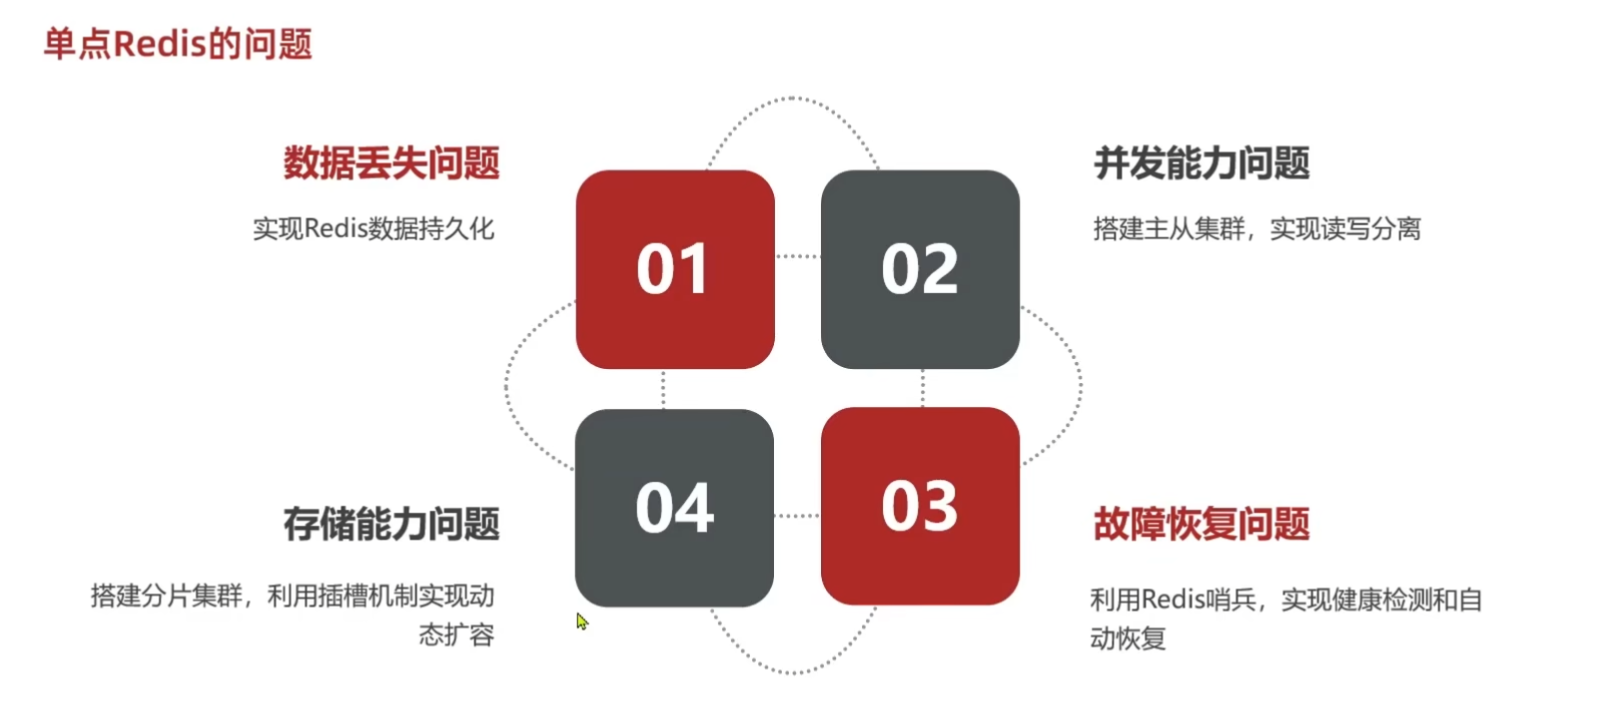 单点Redis的问题
数据丢失问题
实现Redis数据持久化
01
02
并发能力问题
搭建主从集群，实现读写分离
存储能力问题
搭建分片集群，利用插槽机制实现动
态扩容
04
03
故障恢复问题
利用Redis哨兵，实现健康检测和自
动恢复